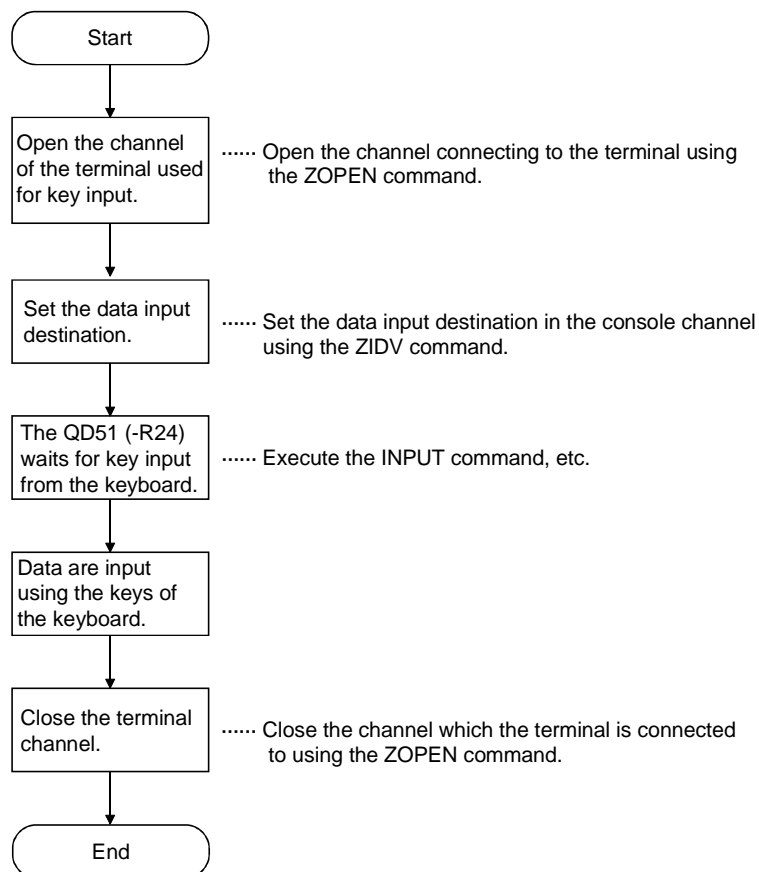 Start
Open the channel
of the terminal used
for key input.
...... Open the channel connecting to the terminal using
the ZOPEN command.
Set the data input
destination.
...... Set the data input destination in the console channel
using the ZIDV command.
The QD51 (-R24)
waits for key input
from the keyboard.
...... Execute the INPUT command, etc.
Data are input
using the keys of
the keyboard.
Close the terminal
channel.
...... Close the channel which the terminal is connected
to using the ZOPEN command.
End